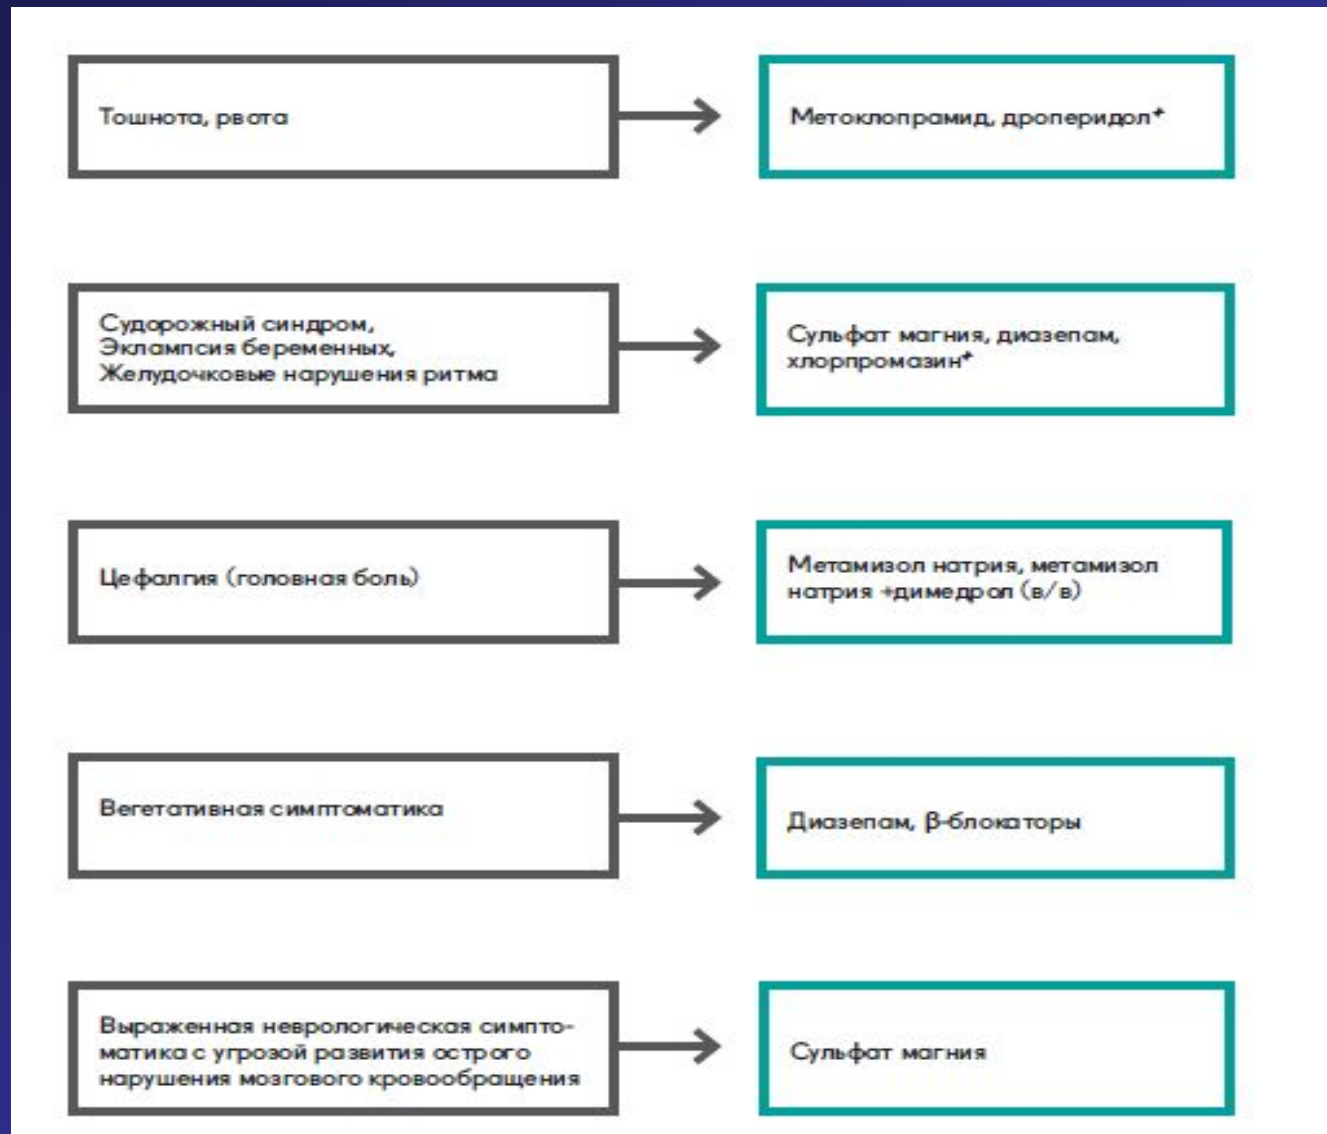 Тошнота, рвота
Метоклопрамид, дроперидол*
Судорожный синдром,
Эклампсия беременных,
Желудочковые нарушения ритма
Сульфат магния, диазепам,
хлорпромазин*
Цефалгия (головная боль)
Метамизол натрия, метамизол
натрия +димедрол (в/в)
Вегетативная симптоматика
Диазепам, β-блокаторы
Выраженная неврологическая симпто-
матика с угрозой развития острого
нарушения мозгового кровообращения
Сульфат магния